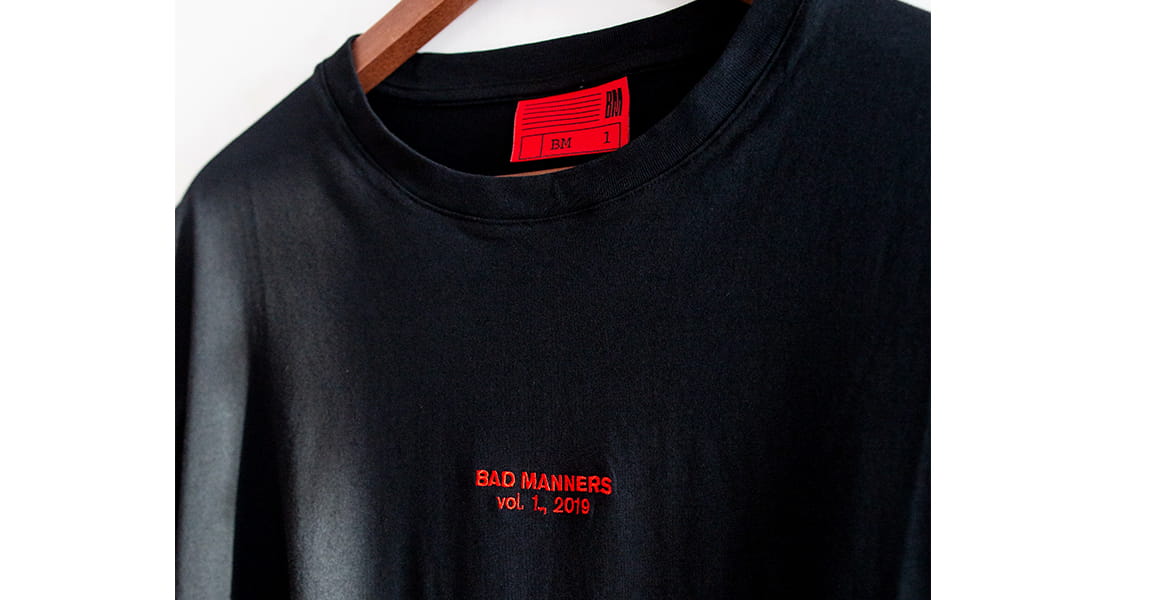 BM
BM 1
BAD MANNERS
vol. 1., 2019